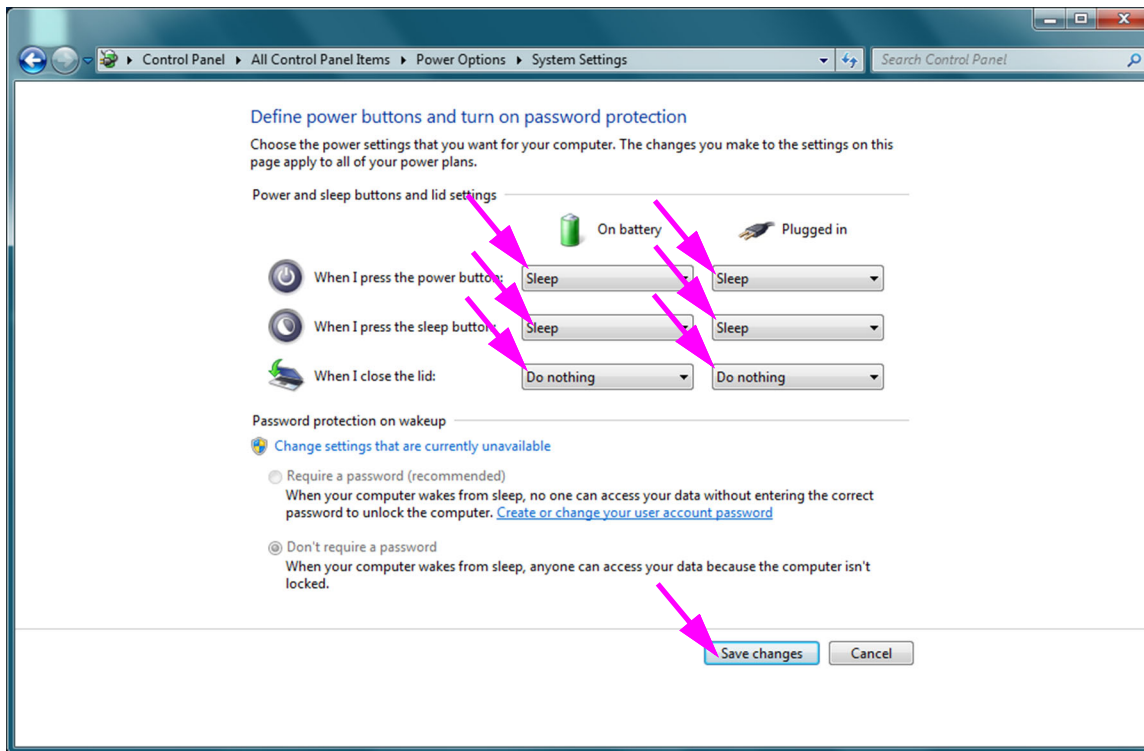 Control Panel ▸ All Control Panel Items ▸ Power Options ▸ System Settings
Search Control Panel
Define power buttons and turn on password protection
Choose the power settings that you want for your computer. The changes you make to the settings on this
page apply to all of your power plans.
Power and sleep buttons and lid settings
On battery
Plugged in
When I press the power button:
Sleep
Sleep
When I press the sleep button:
Sleep
Sleep
When I close the lid:
Do nothing
Do nothing
Password protection on wakeup
Change settings that are currently unavailable
Require a password (recommended)
When your computer wakes from sleep, no one can access your data without entering the correct
password to unlock the computer. Create or change your user account password
Don't require a password
When your computer wakes from sleep, anyone can access your data because the computer isn't
locked.
Save changes
Cancel